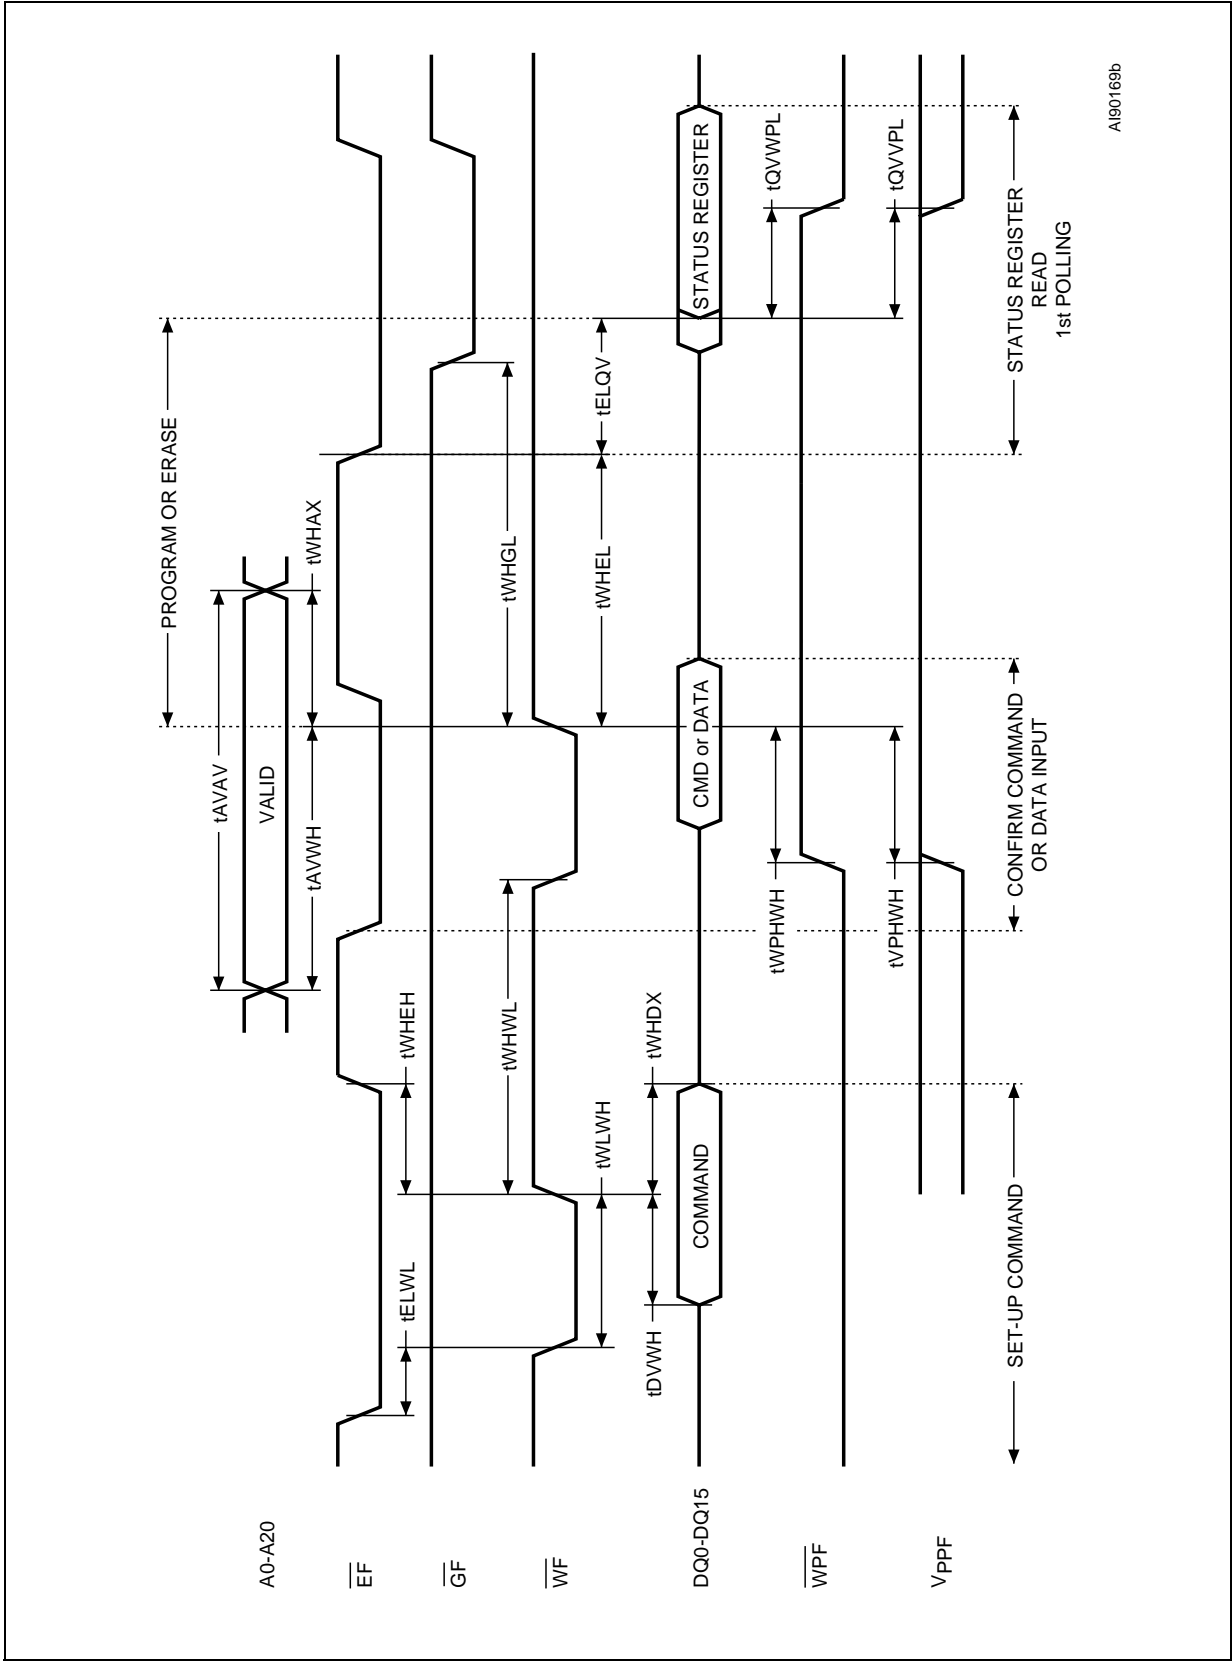 PROGRAM OR ERASE
tAVAV
A0-A20
VALID
tAVWH
tWHAX
EF
tELWL
tWHEH
GF
tWHWL
tWHGL
WF
tWLWH
tWHEL
tELQV
tDVWH
tWHDX
DQ0-DQ15
COMMAND
CMD or DATA
STATUS REGISTER
tWPHWH
tQVWPL
WPF
tVPHWH
tQVVPL
VPPF
SET-UP COMMAND
CONFIRM COMMAND
OR DATA INPUT
STATUS REGISTER
READ
1st POLLING
AI90169b